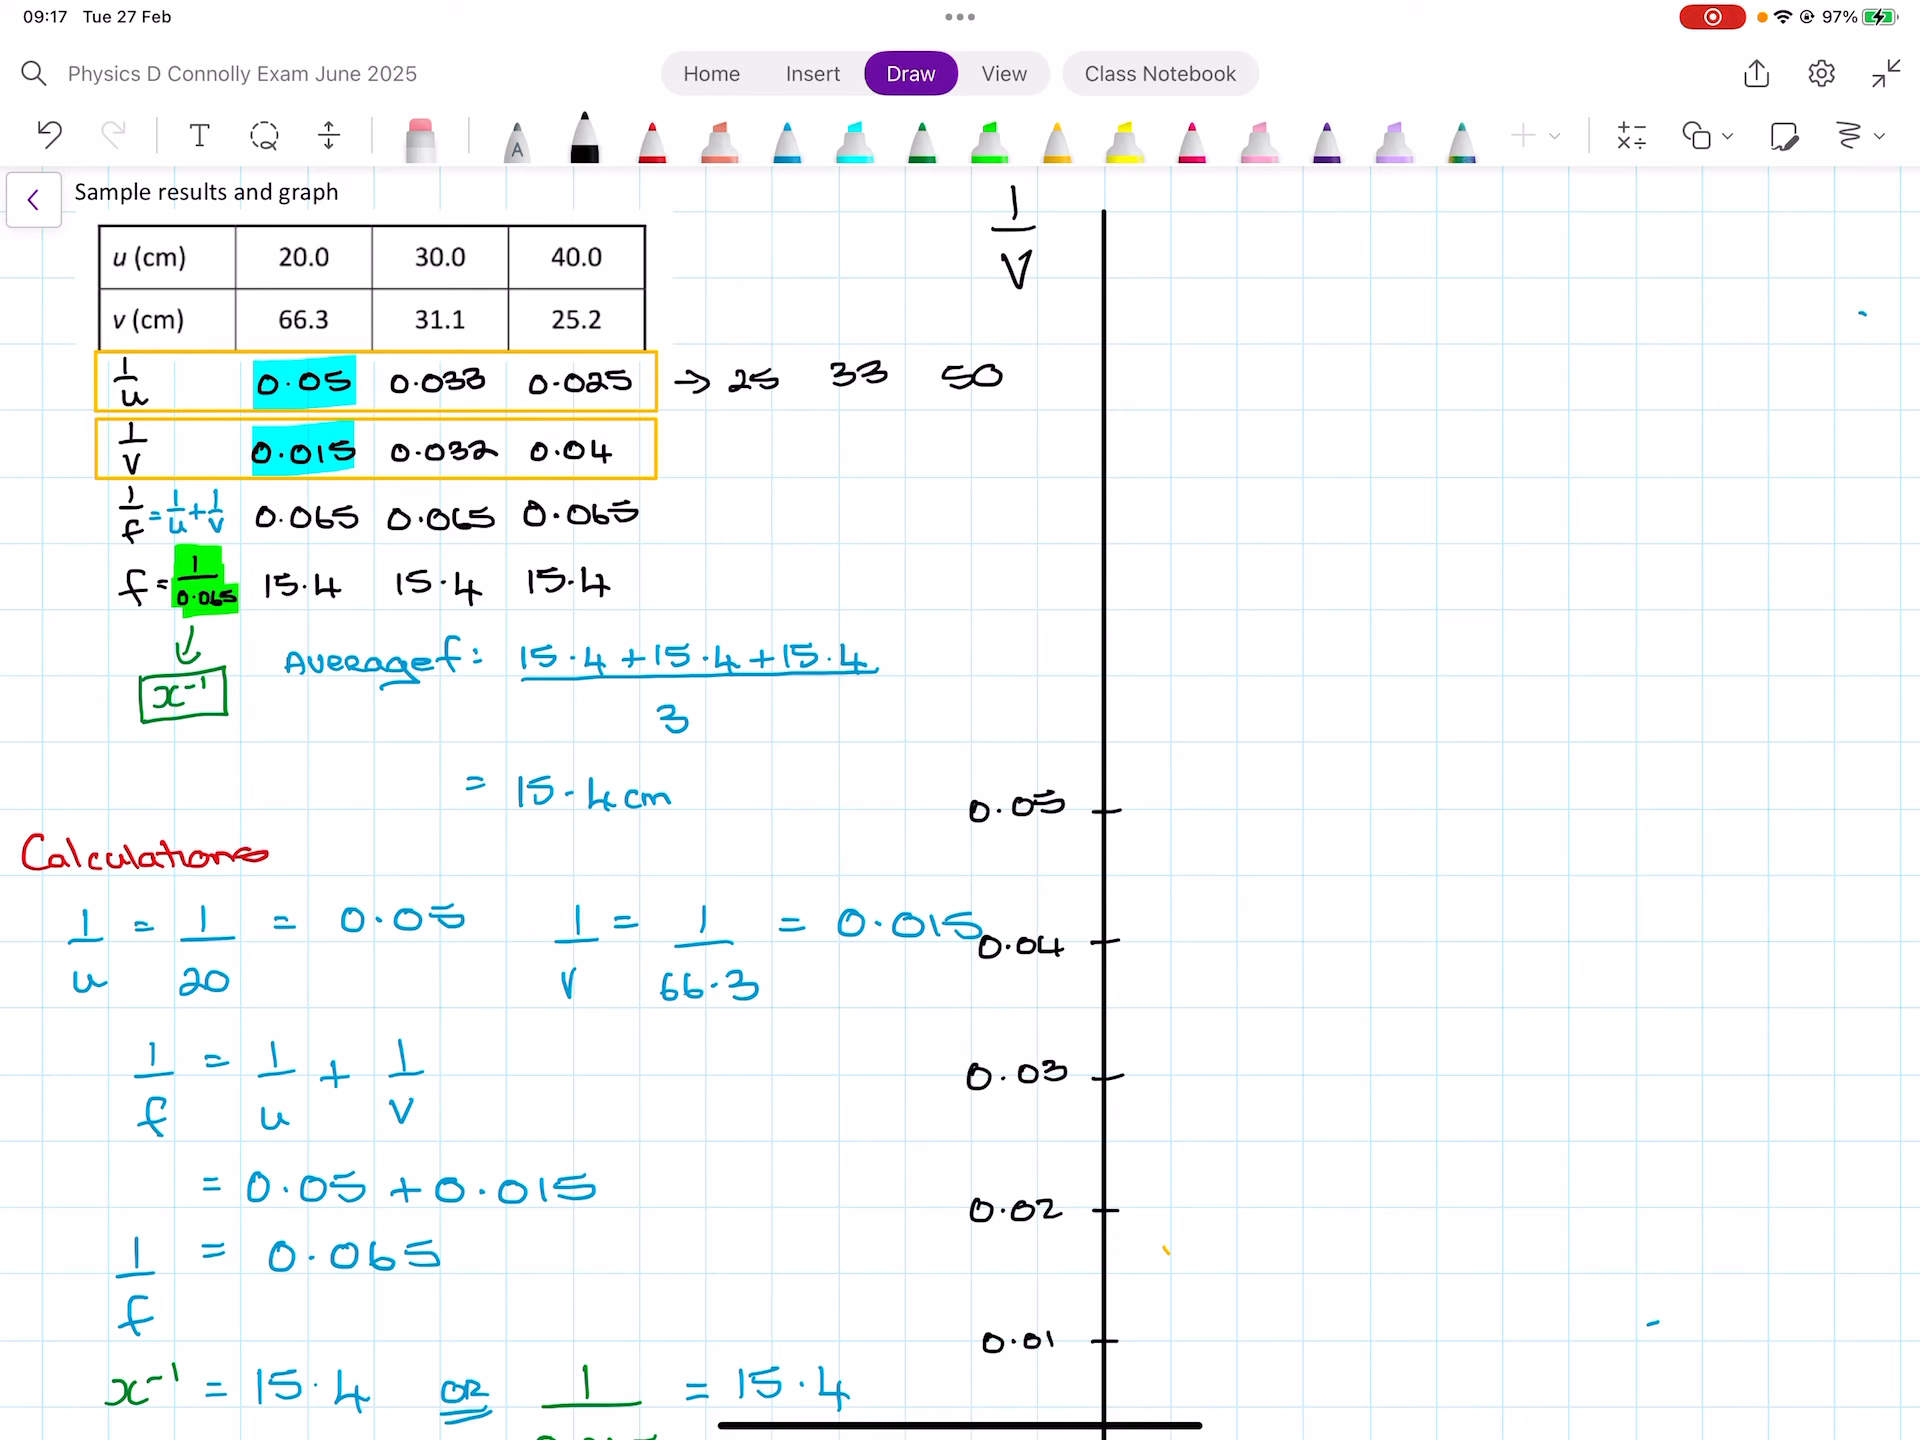 09:17 Tue 27 Feb
97%
Physics D Connolly Exam June 2025
Home Insert Draw View Class Notebook
T
A
Sample results and graph
u (cm) 20.0 30.0 40.0
v (cm) 66.3 31.1 25.2
1/u 0.05 0.033 0.025 → 25 33 50
1/v 0.015 0.032 0.04
1/f = 1/u + 1/v 0.065 0.065 0.065
f = 1/0.065 15.4 15.4 15.4
x⁻¹
Average f: 15.4 + 15.4 + 15.4 / 3
= 15.4 cm
Calculations
1/u = 1/20 = 0.05 1/v = 1/66.3 = 0.015
1/f = 1/u + 1/v
= 0.05 + 0.015
1/f = 0.065
x⁻¹ = 15.4 OR 1/ = 15.4
1/v
0.05
0.04
0.03
0.02
0.01